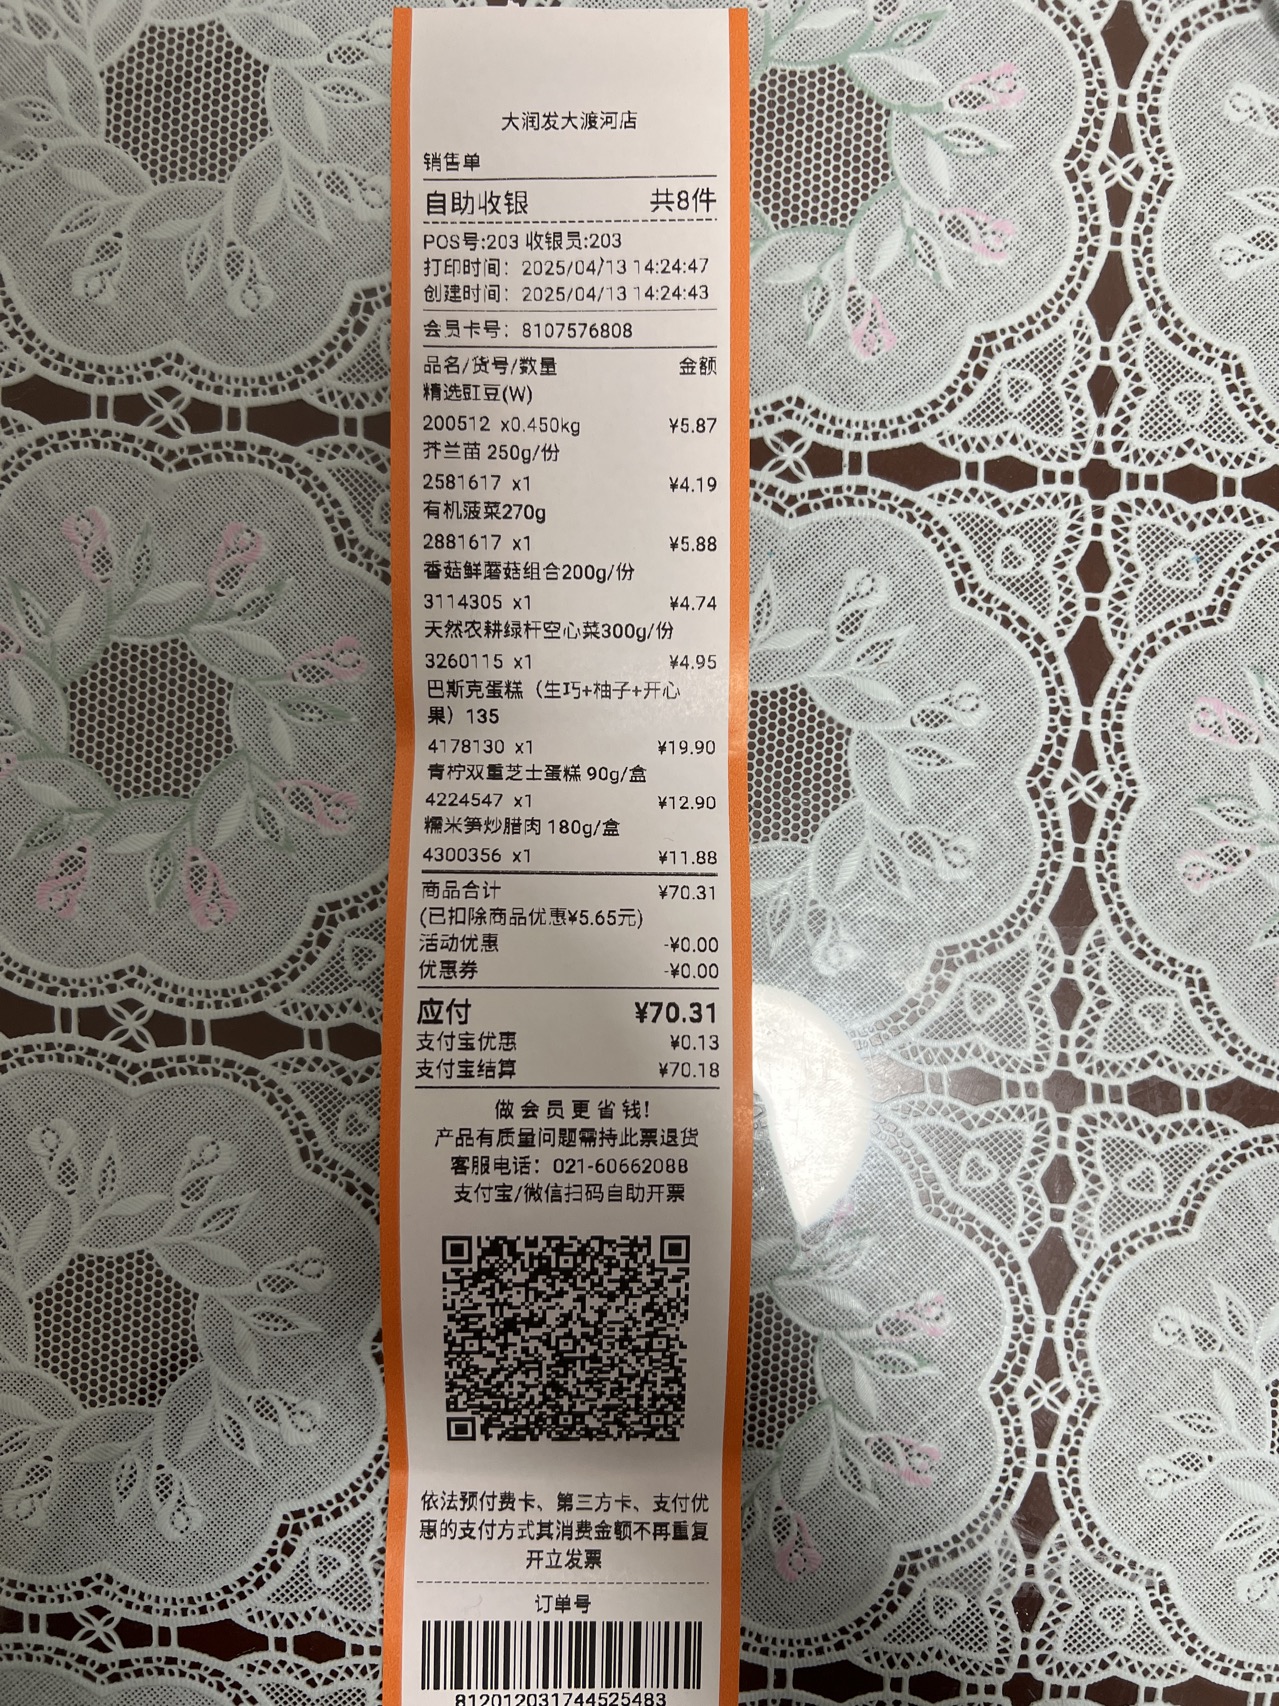 大润发大渡河店
销售单
自助收银 共8件
POS号:203 收银员:203
打印时间: 2025/04/13 14:24:47
创建时间: 2025/04/13 14:24:43
会员卡号: 8107576808
品名/货号/数量 金额
精选豇豆(W)
200512 x0.450kg ¥5.87
芥兰苗 250g/份
2581617 x1 ¥4.19
有机菠菜270g
2881617 x1 ¥5.88
香菇鲜蘑菇组合200g/份
3114305 x1 ¥4.74
天然农耕绿杆空心菜300g/份
3260115 x1 ¥4.95
巴斯克蛋糕（生巧+柚子+开心
果）135
4178130 x1 ¥19.90
青柠双重芝士蛋糕 90g/盒
4224547 x1 ¥12.90
糯米笋炒腊肉 180g/盒
4300356 x1 ¥11.88
商品合计 ¥70.31
(已扣除商品优惠¥5.65元)
活动优惠 -¥0.00
优惠券 -¥0.00
应付 ¥70.31
支付宝优惠 ¥0.13
支付宝结算 ¥70.18
做会员更省钱!
产品有质量问题需持此票退货
客服电话: 021-60662088
支付宝/微信扫码自助开票
依法预付费卡、第三方卡、支付优
惠的支付方式其消费金额不再重复
开立发票
订单号
812012031744525483